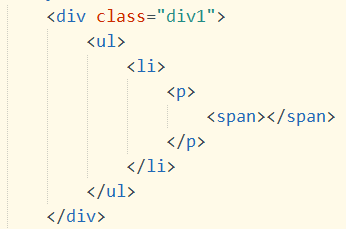 <div class="div1">
<ul>
<li>
<p>
<span></span>
</p>
</li>
</ul>
</div>